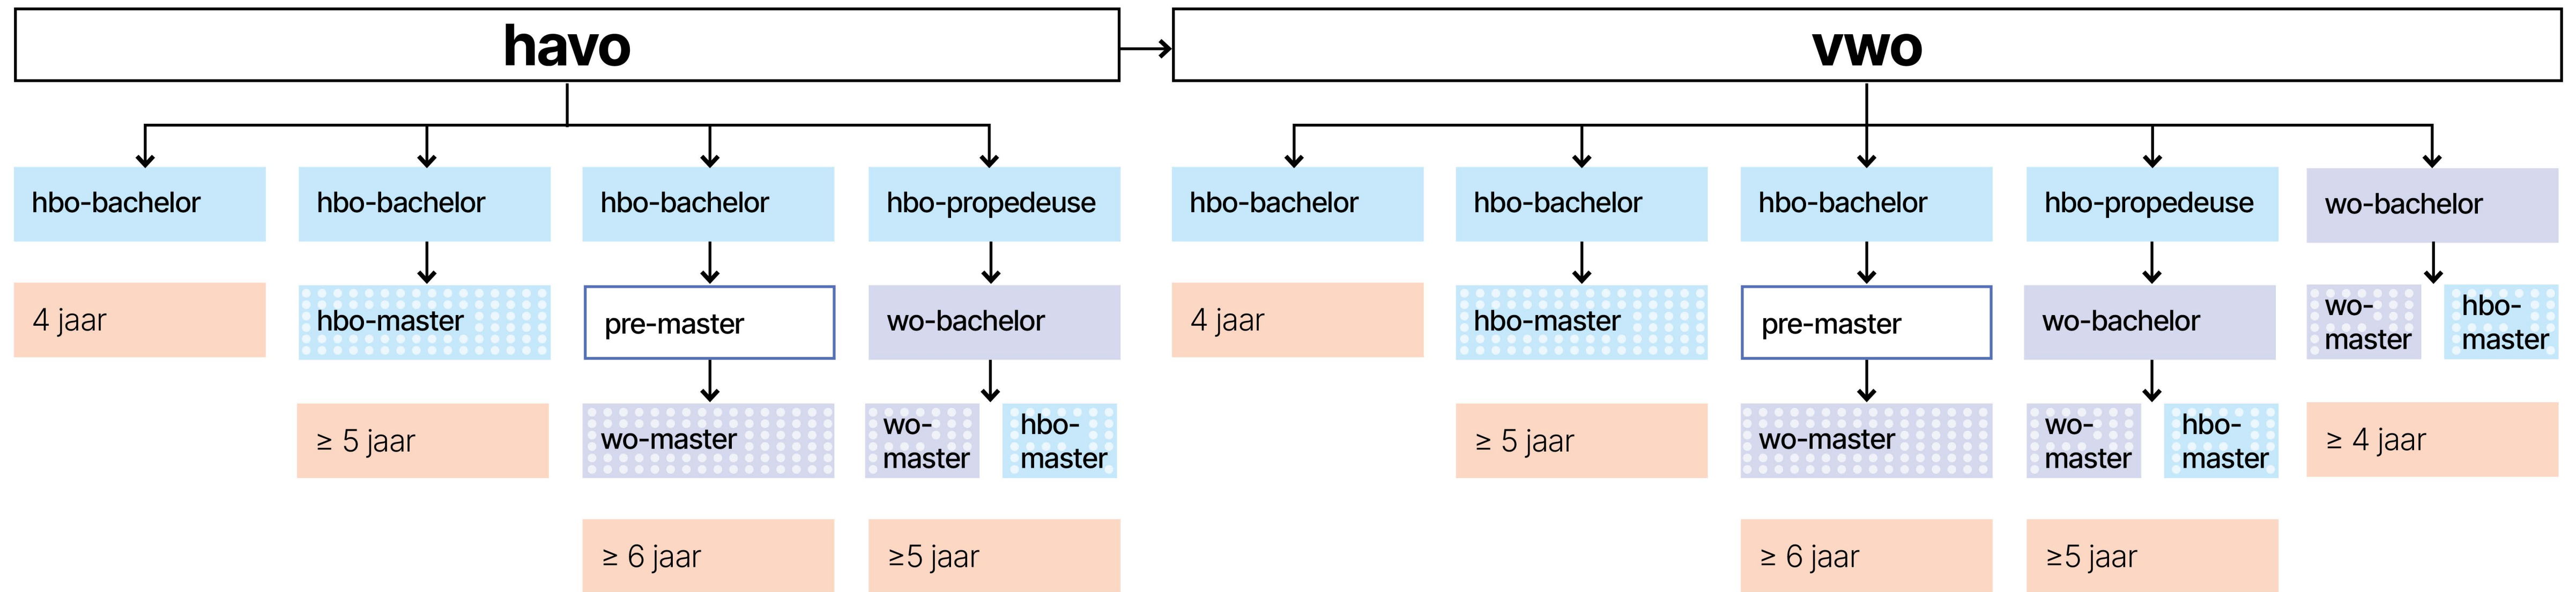 havo
vwo
hbo-bachelor
hbo-bachelor
hbo-bachelor
hbo-propedeuse
hbo-bachelor
hbo-bachelor
hbo-bachelor
hbo-propedeuse
wo-bachelor
4 jaar
hbo-master
pre-master
wo-bachelor
4 jaar
hbo-master
pre-master
wo-bachelor
wo-
master
hbo-
master
≥ 5 jaar
wo-master
wo-
master
hbo-
master
≥ 5 jaar
wo-master
wo-
master
hbo-
master
≥ 4 jaar
≥ 6 jaar
≥5 jaar
≥ 6 jaar
≥5 jaar